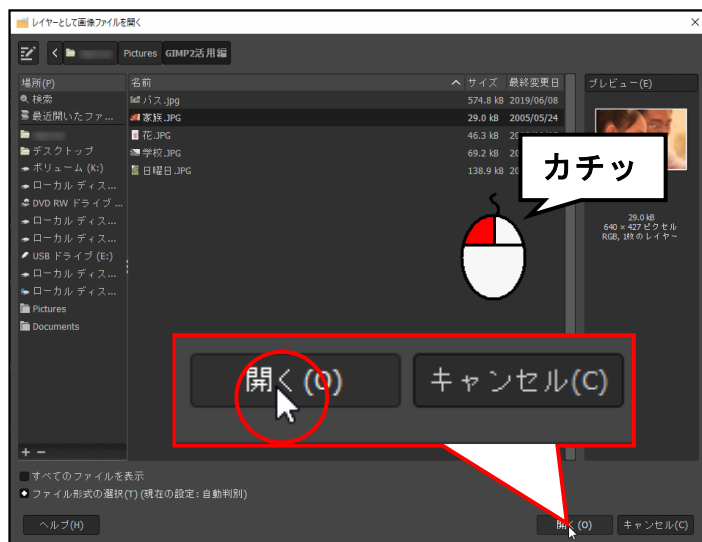 レイヤーとして画像ファイルを開く
Pictures GIMP2活用編
場所(P)
検索
最近開いたファ...
デスクトップ
ボリューム (K:)
ローカル ディス...
DVD RW ドライブ ...
ローカル ディス...
ローカル ディス...
USB ドライブ (E:)
ローカル ディス...
ローカル ディス...
Pictures
Documents
名前 サイズ 最終変更日
バス.jpg 574.8 kB 2019/06/08
家族.JPG 29.0 kB 2005/05/24
花.JPG 46.3 kB
学校.JPG 69.2 kB
日曜日.JPG 138.9 kB
プレビュー(E)
29.0 kB
640 × 427 ピクセル
RGB, 1枚のレイヤー
カチッ
開く(O) キャンセル(C)
すべてのファイルを表示
ファイル形式の選択(T) (現在の設定: 自動判別)
ヘルプ(H) 開く(O) キャンセル(C)